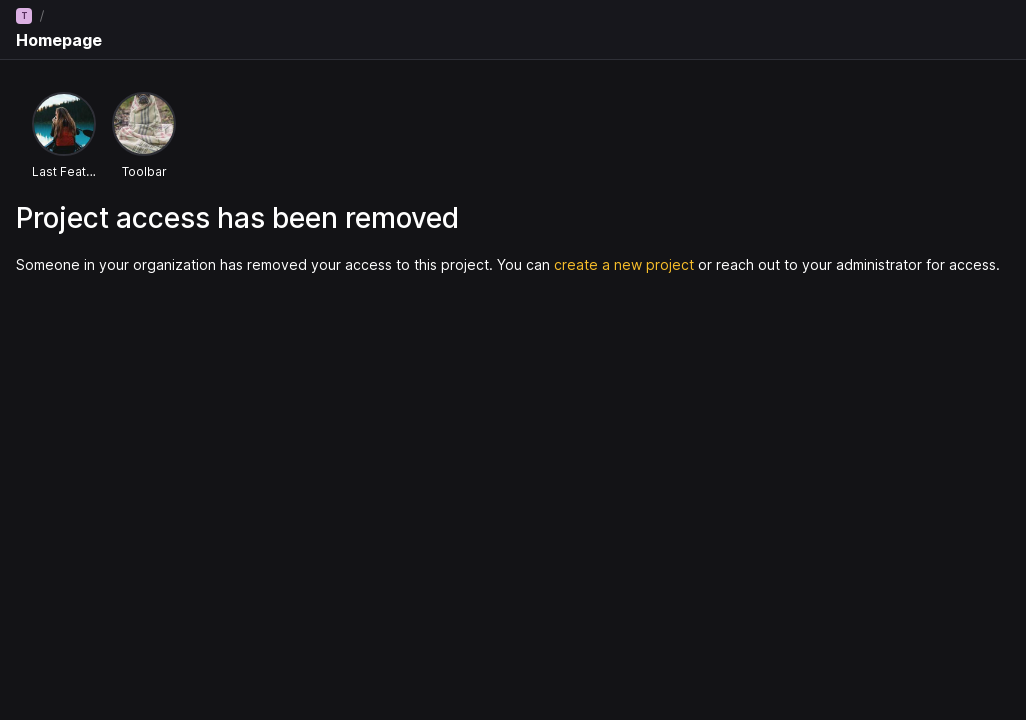 T /
Homepage
Last Feat... Toolbar
Project access has been removed
Someone in your organization has removed your access to this project. You can create a new project or reach out to your administrator for access.